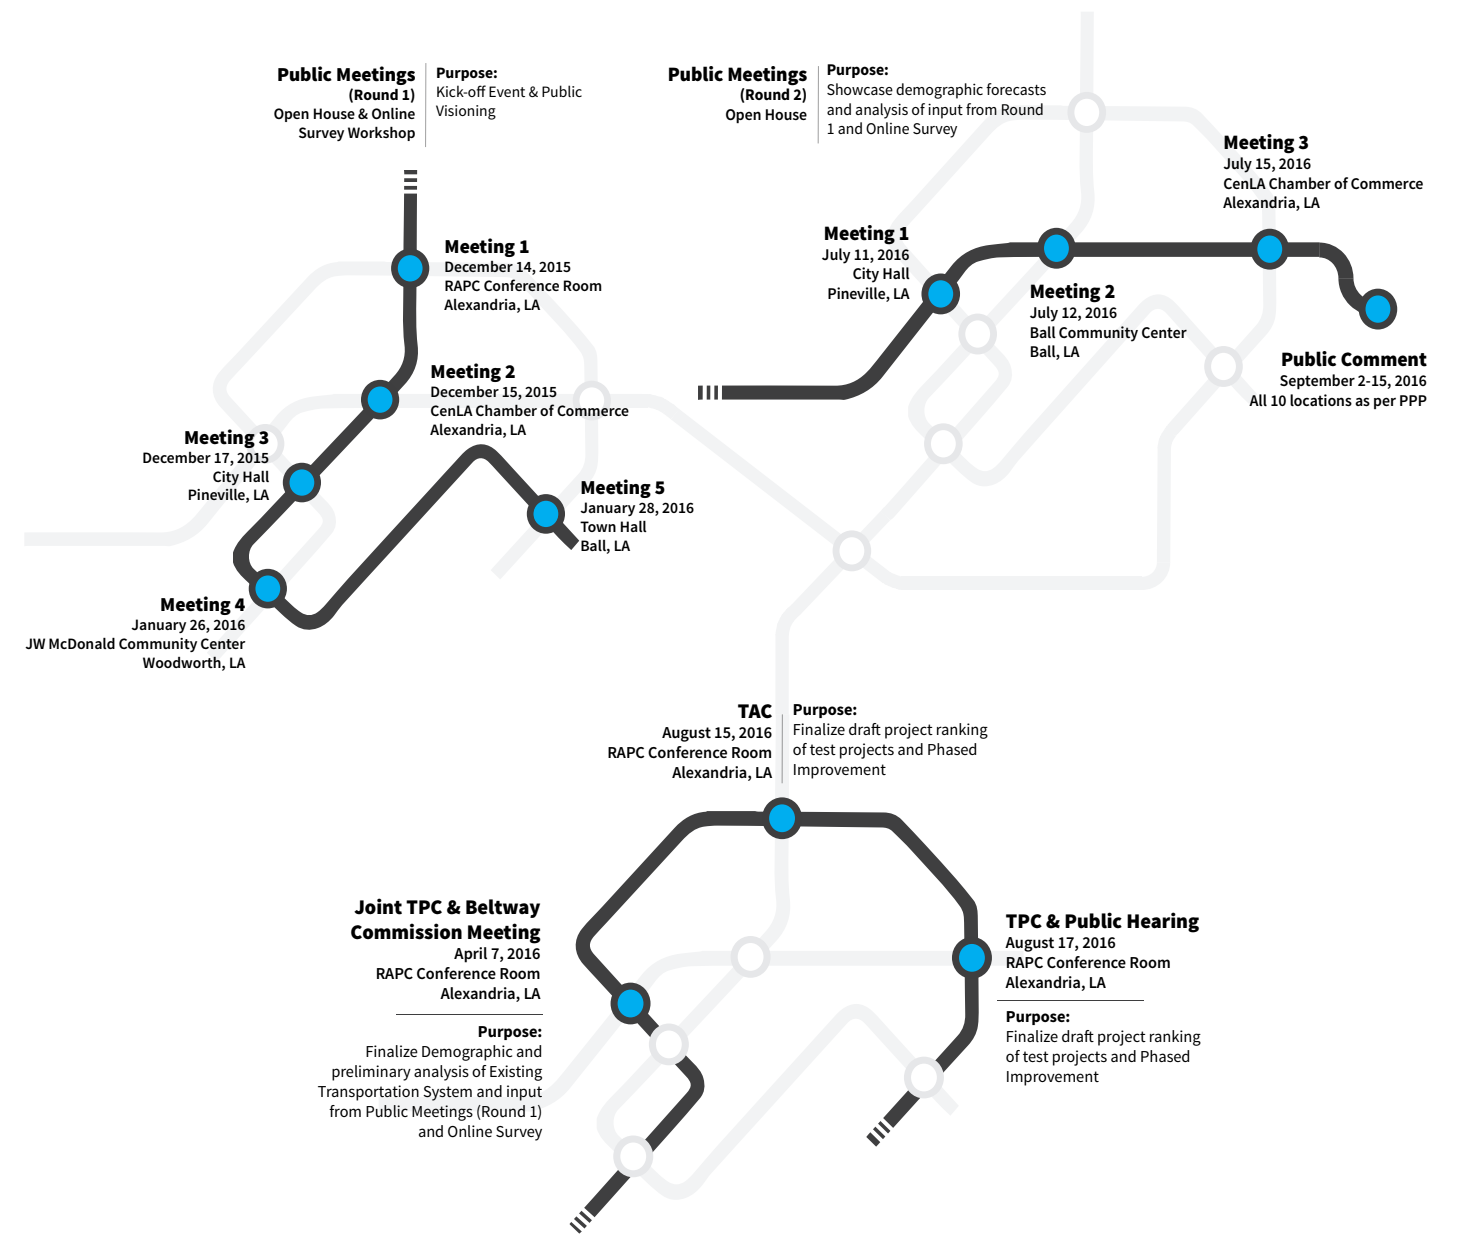 Public Meetings
(Round 1)
Open House & Online
Survey Workshop
Purpose:
Kick-off Event & Public
Visioning
Meeting 1
December 14, 2015
RAPC Conference Room
Alexandria, LA
Meeting 2
December 15, 2015
CenLA Chamber of Commerce
Alexandria, LA
Meeting 3
December 17, 2015
City Hall
Pineville, LA
Meeting 4
January 26, 2016
JW McDonald Community Center
Woodworth, LA
Meeting 5
January 28, 2016
Town Hall
Ball, LA
Public Meetings
(Round 2)
Open House
Purpose:
Showcase demographic forecasts
and analysis of input from Round
1 and Online Survey
Meeting 1
July 11, 2016
City Hall
Pineville, LA
Meeting 2
July 12, 2016
Ball Community Center
Ball, LA
Meeting 3
July 15, 2016
CenLA Chamber of Commerce
Alexandria, LA
Public Comment
September 2-15, 2016
All 10 locations as per PPP
TAC
August 15, 2016
RAPC Conference Room
Alexandria, LA
Purpose:
Finalize draft project ranking
of test projects and Phased
Improvement
Joint TPC & Beltway
Commission Meeting
April 7, 2016
RAPC Conference Room
Alexandria, LA
Purpose:
Finalize Demographic and
preliminary analysis of Existing
Transportation System and input
from Public Meetings (Round 1)
and Online Survey
TPC & Public Hearing
August 17, 2016
RAPC Conference Room
Alexandria, LA
Purpose:
Finalize draft project ranking
of test projects and Phased
Improvement